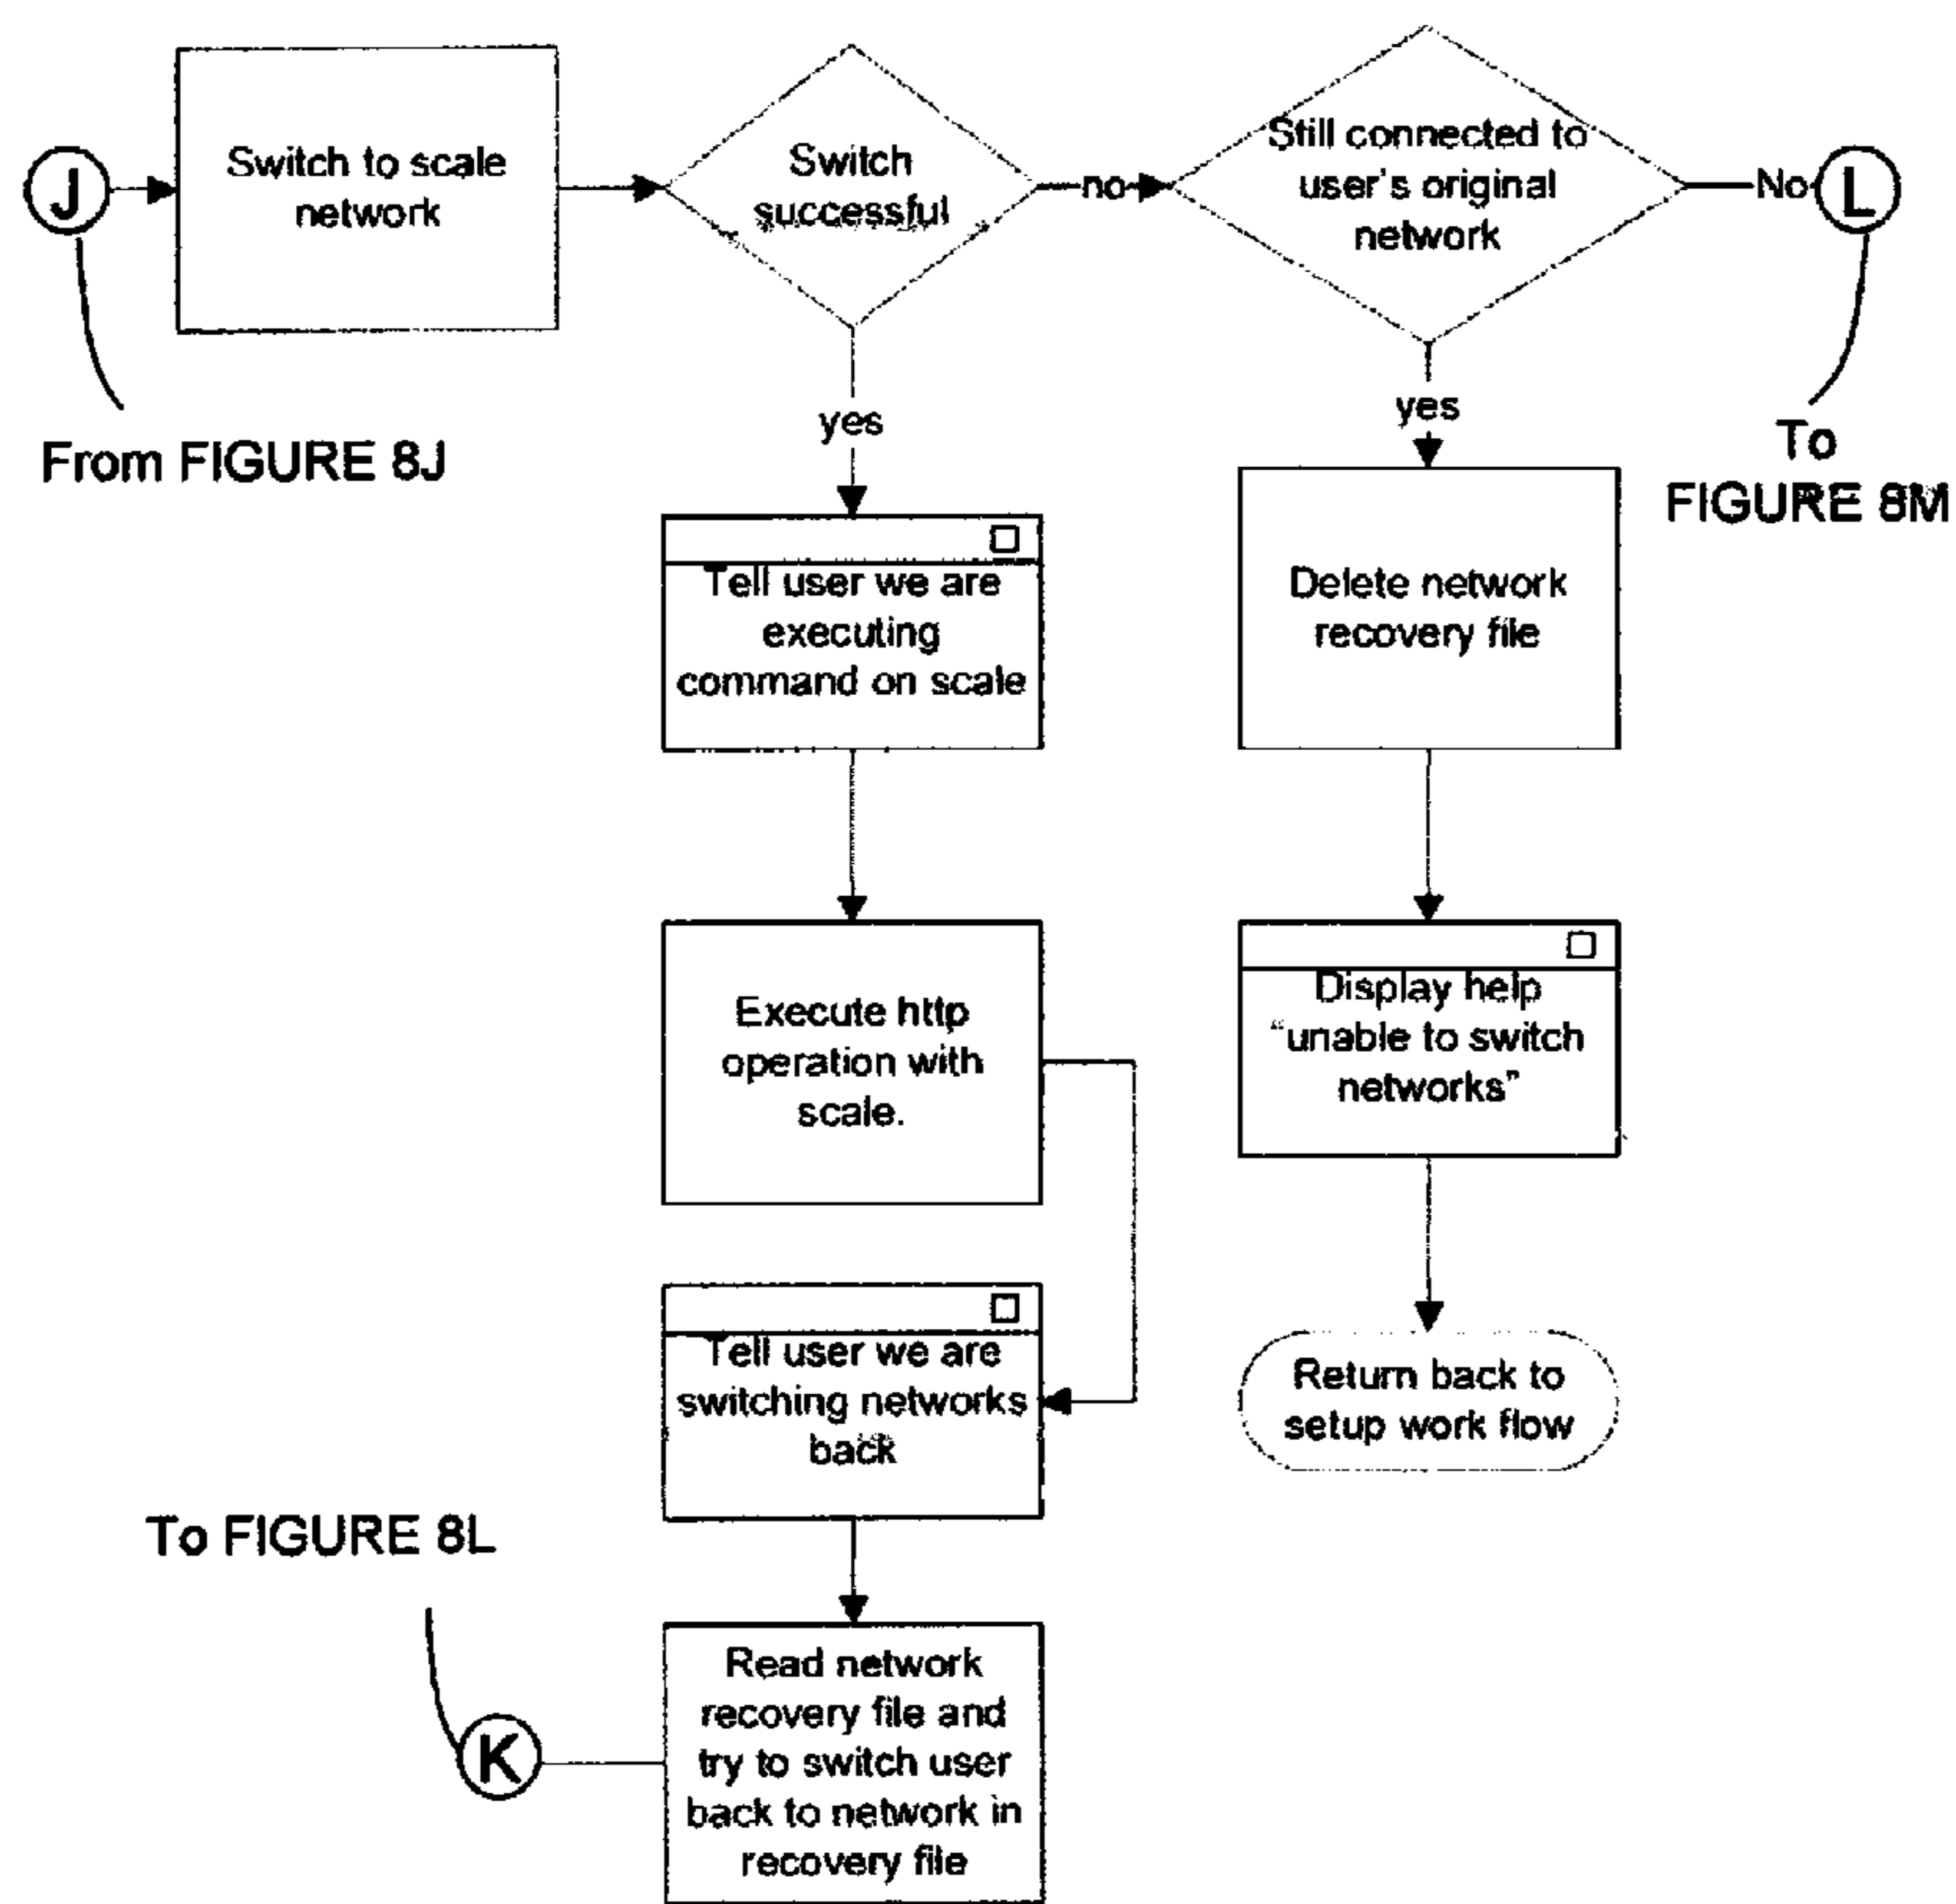 J
Switch to scale
network
Switch
successful
no
Still connected to
user's original
network
No
L
From FIGURE 8J
yes
yes
To
FIGURE 8M
Tell user we are
executing
command on scale
Delete network
recovery file
Execute http
operation with
scale.
Display help
“unable to switch
networks”
Tell user we are
switching networks
back
Return back to
setup work flow
To FIGURE 8L
K
Read network
recovery file and
try to switch user
back to network in
recovery file